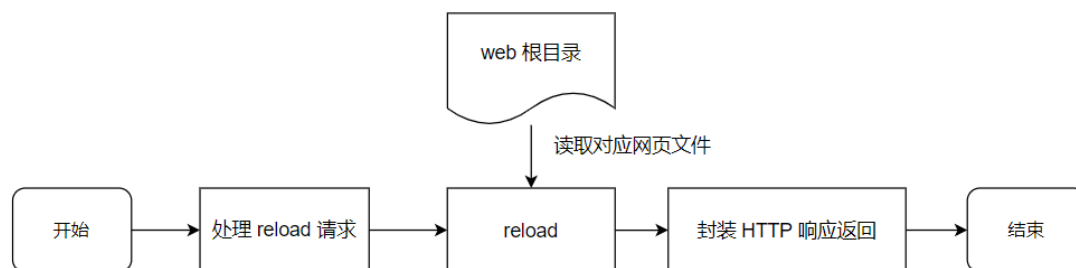 web 根目录
读取对应网页文件
开始
处理 reload 请求
reload
封装 HTTP 响应返回
结束